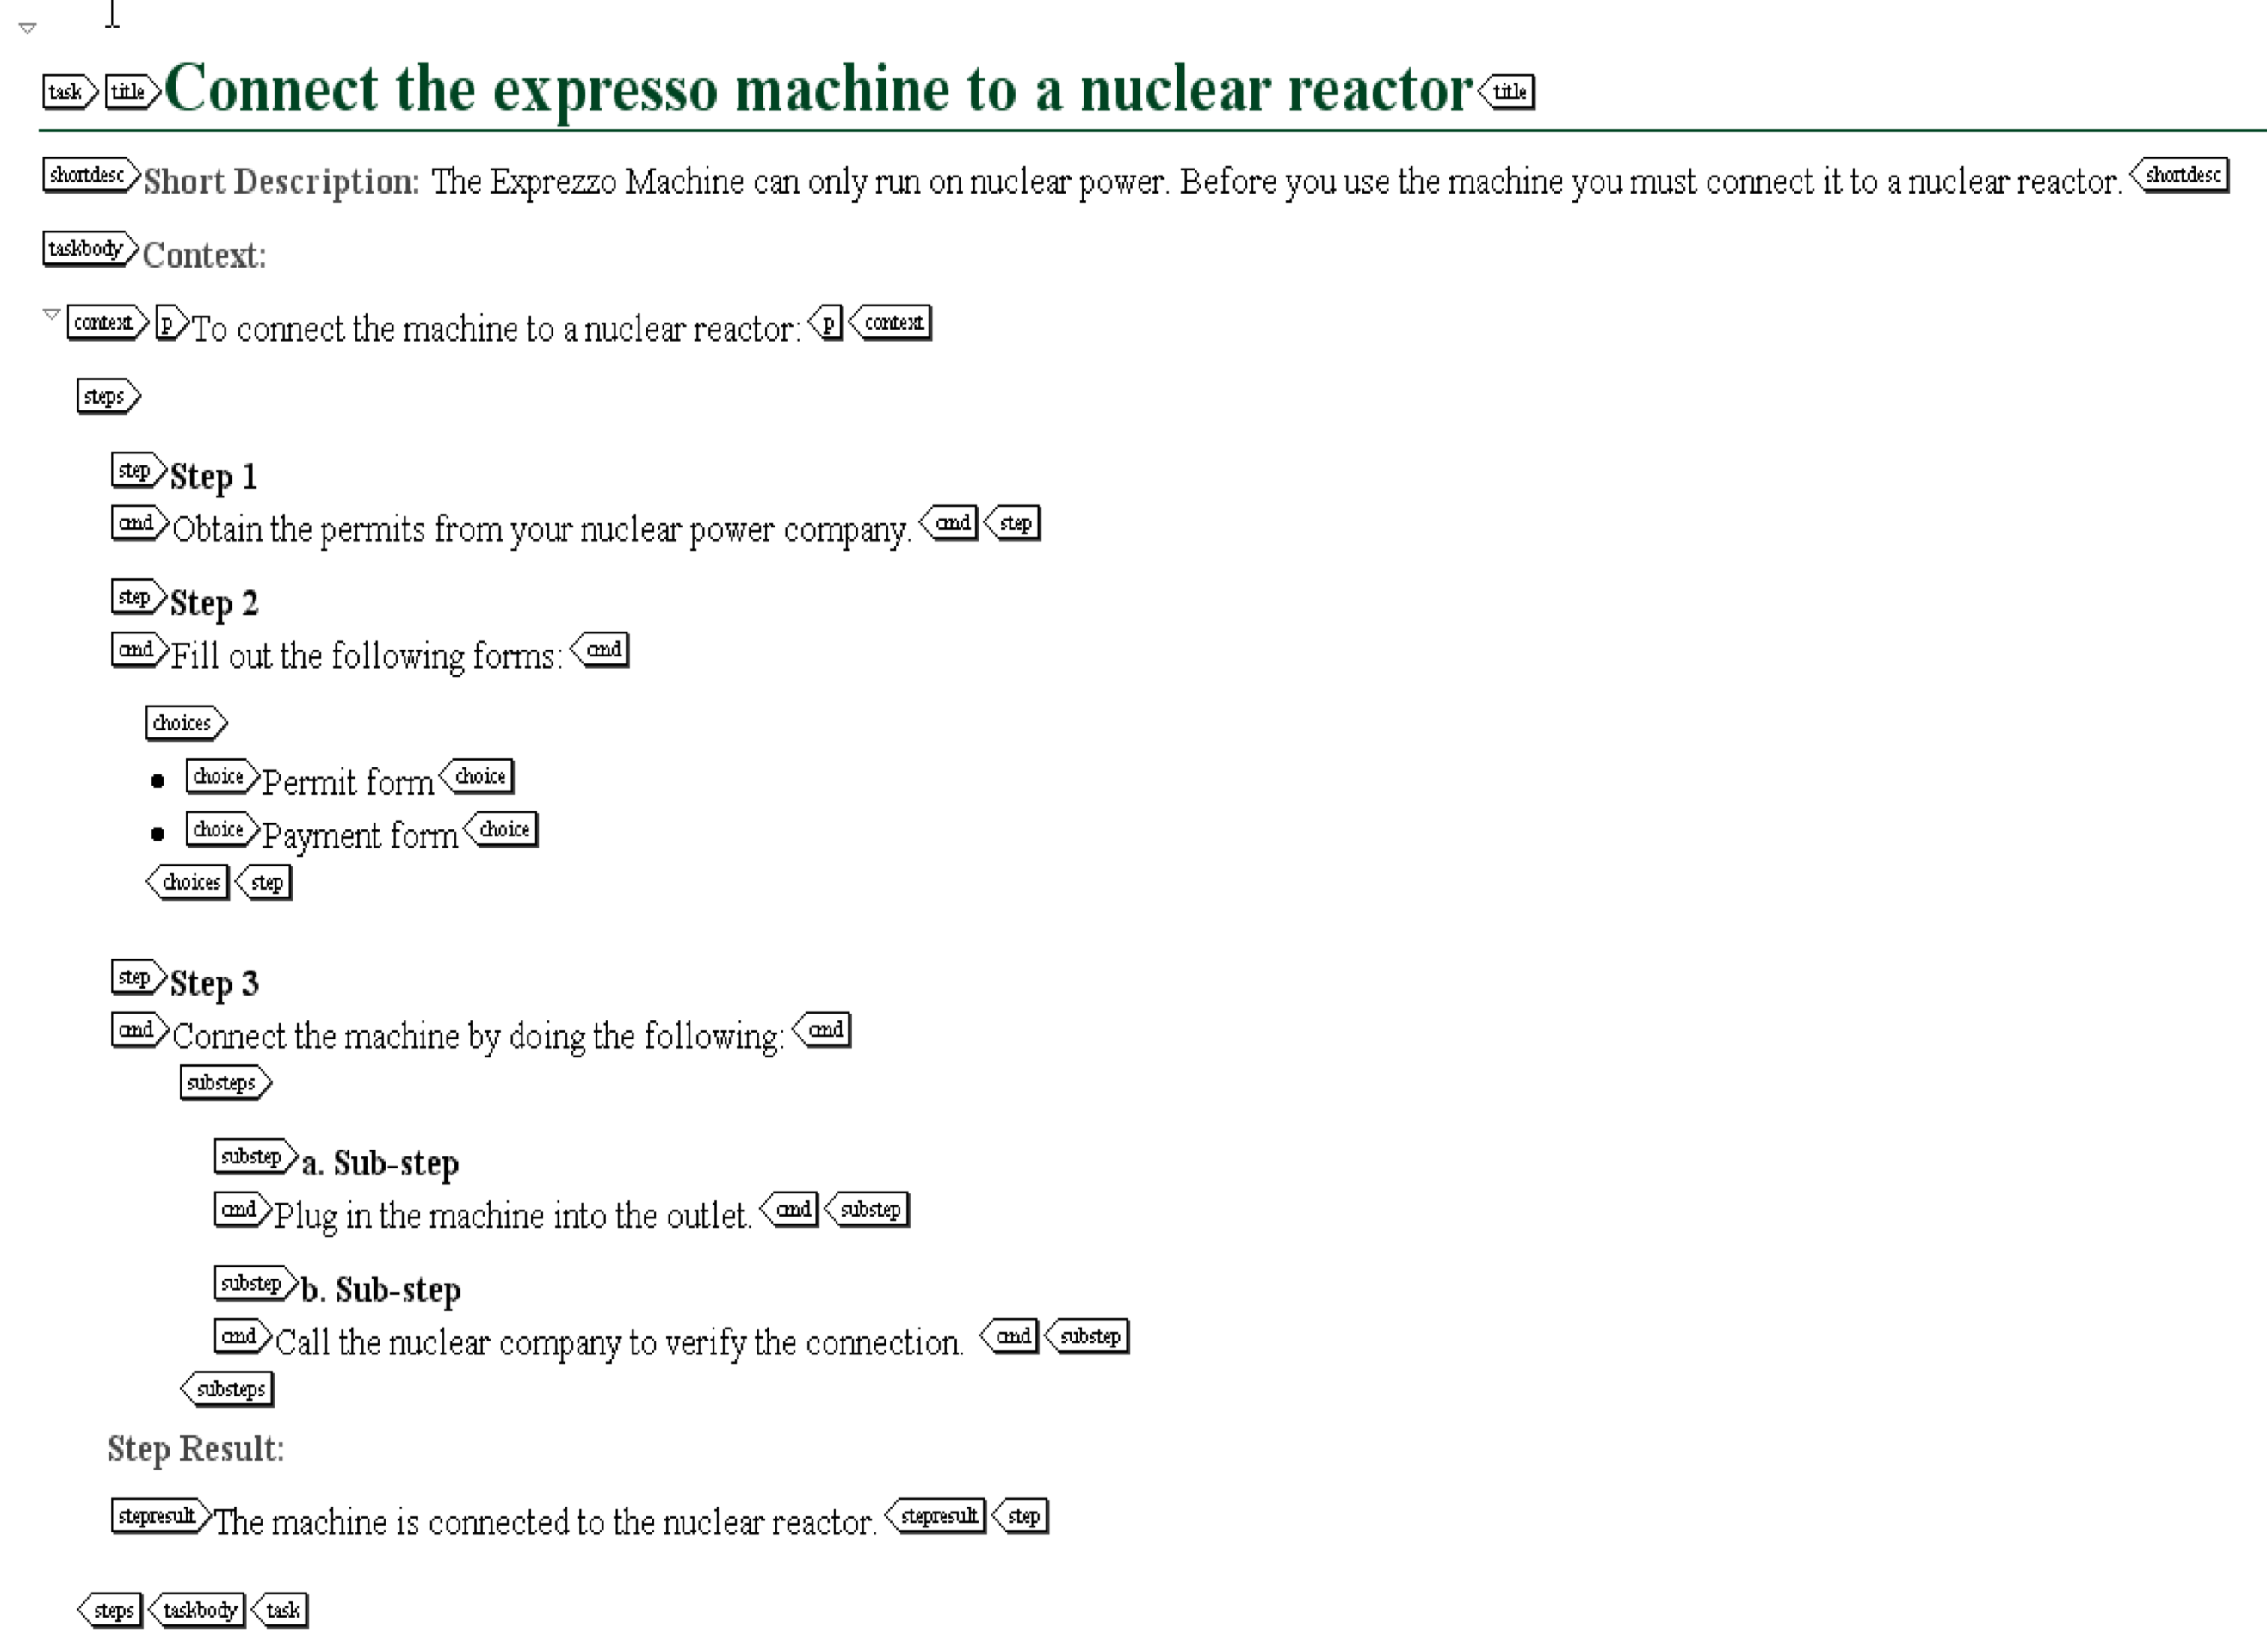 task title Connect the expresso machine to a nuclear reactor title
shortdesc Short Description: The Exprezzo Machine can only run on nuclear power. Before you use the machine you must connect it to a nuclear reactor. shortdesc
taskbody Context:
context p To connect the machine to a nuclear reactor: p context
steps
step Step 1
cmd Obtain the permits from your nuclear power company. cmd step
step Step 2
cmd Fill out the following forms: cmd
choices
• choice Permit form choice
• choice Payment form choice
choices step
step Step 3
cmd Connect the machine by doing the following: cmd
substeps
substep a. Sub-step
cmd Plug in the machine into the outlet. cmd substep
substep b. Sub-step
cmd Call the nuclear company to verify the connection. cmd substep
substeps
Step Result:
stepresult The machine is connected to the nuclear reactor. stepresult step
steps taskbody task